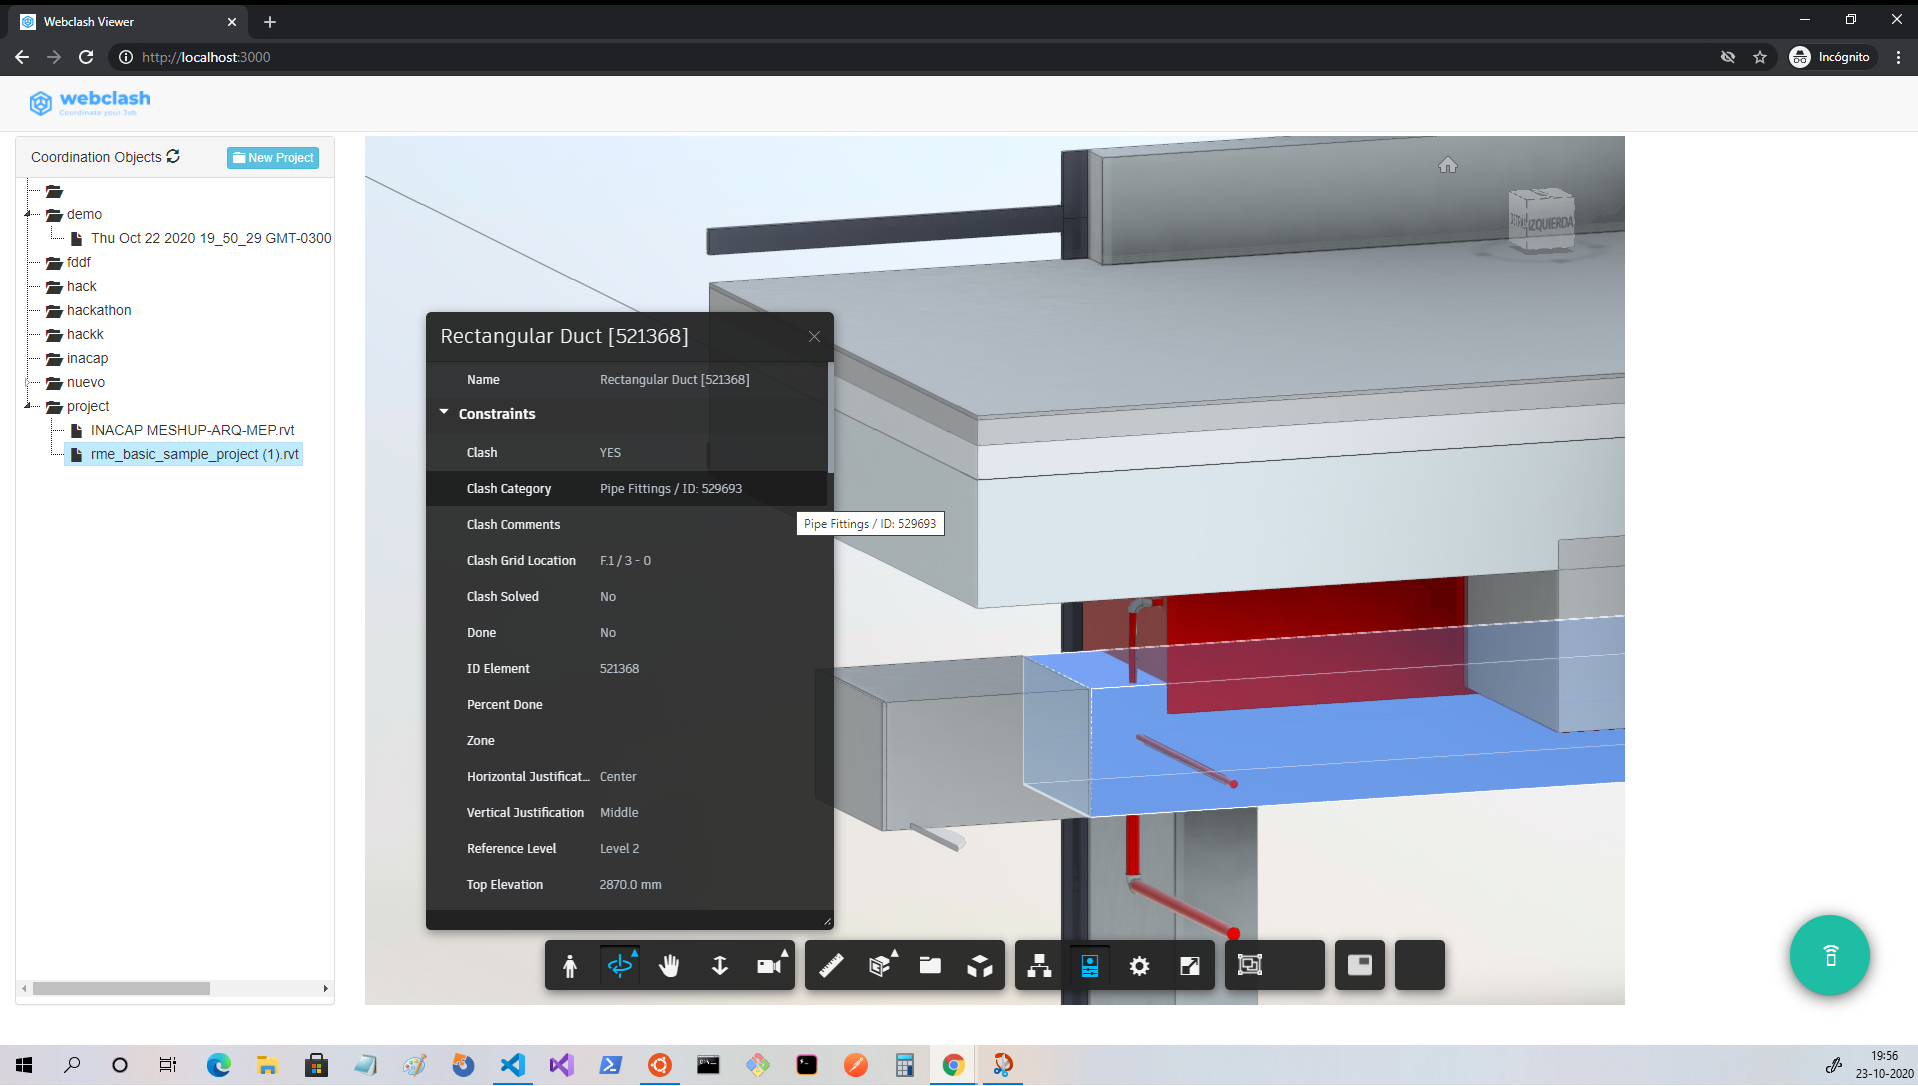 Webclash Viewer
http://localhost:3000
Incógnito
webclash
Coordinate your Job
Coordination Objects
New Project
demo
Thu Oct 22 2020 19_50_29 GMT-0300
fddf
hack
hackathon
hackk
inacap
nuevo
project
INACAP MESHUP-ARQ-MEP.rvt
rme_basic_sample_project (1).rvt
IZQUIERDA
Rectangular Duct [521368]
Name Rectangular Duct [521368]
Constraints
Clash YES
Clash Category Pipe Fittings / ID: 529693
Pipe Fittings / ID: 529693
Clash Comments
Clash Grid Location F.1 / 3 - 0
Clash Solved No
Done No
ID Element 521368
Percent Done
Zone
Horizontal Justificat... Center
Vertical Justification Middle
Reference Level Level 2
Top Elevation 2870.0 mm
19:56
23-10-2020